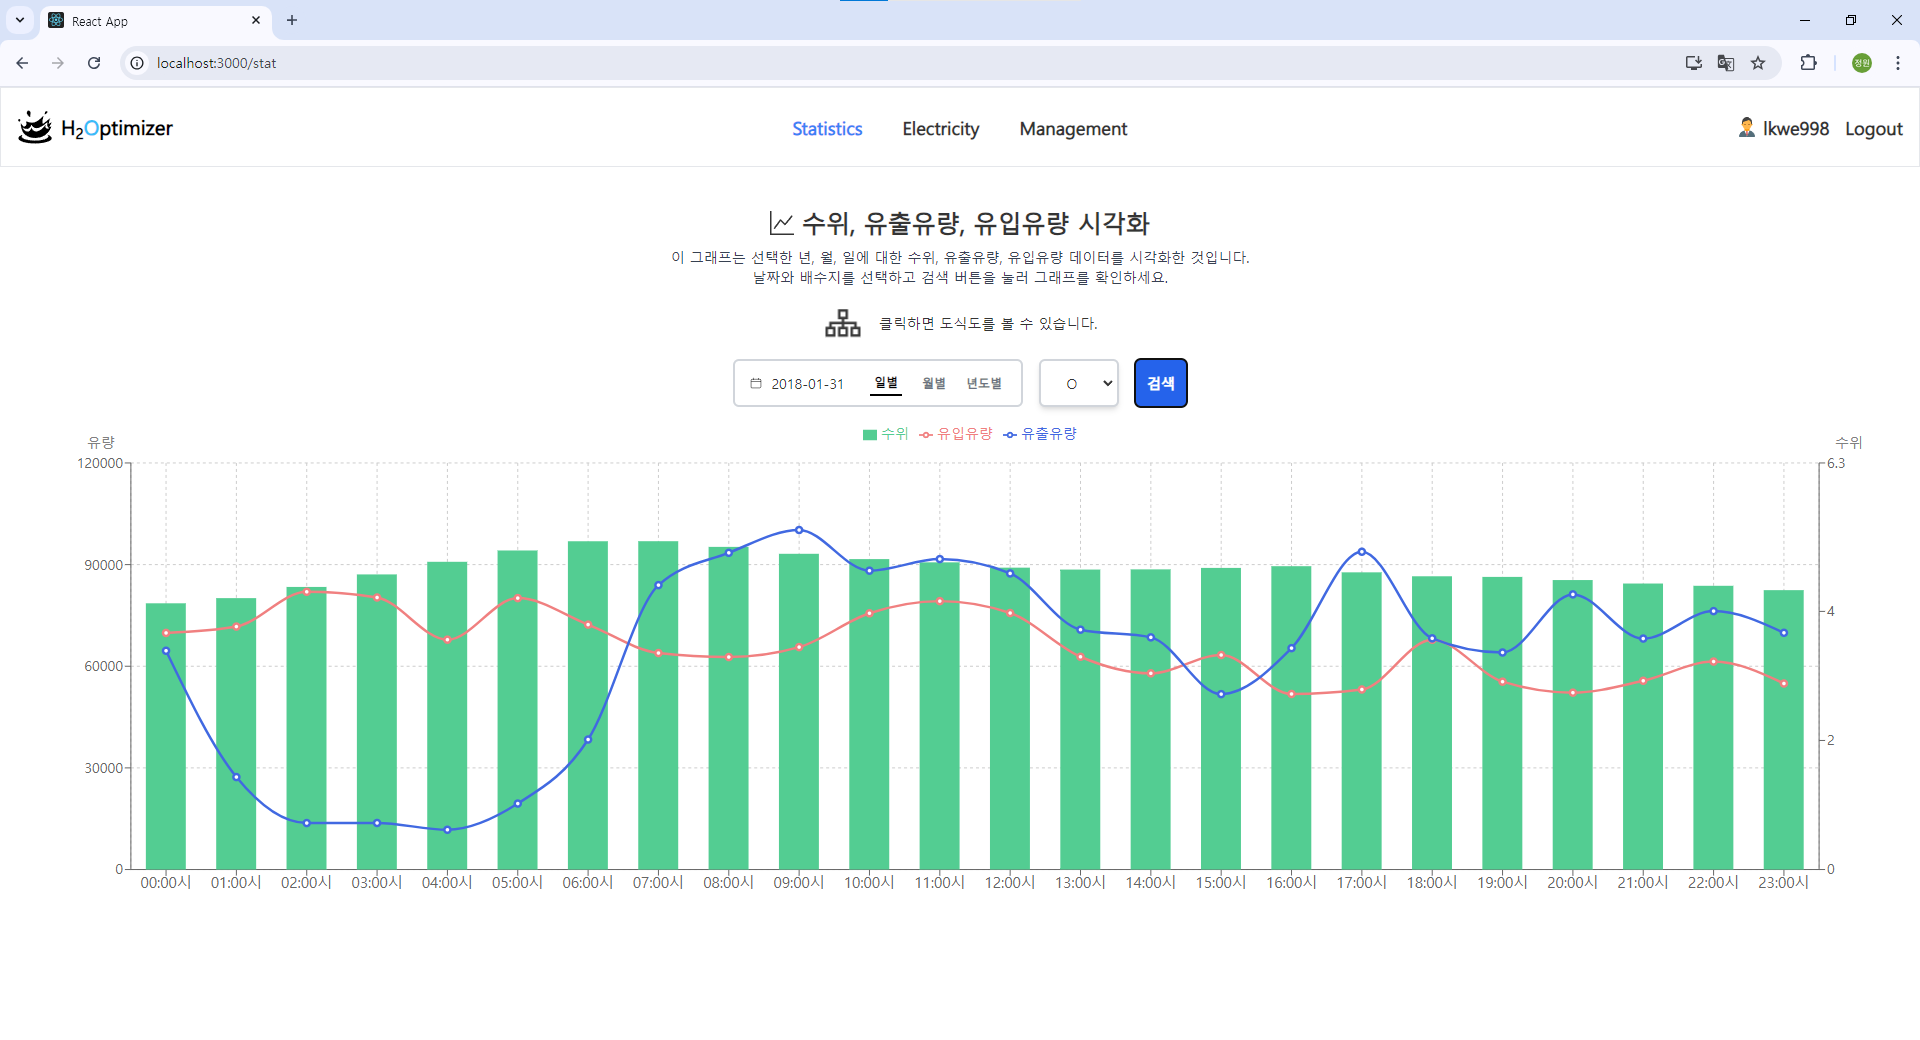 React App
localhost:3000/stat
정원
H₂Optimizer
Statistics Electricity Management
lkwe998 Logout
수위, 유출유량, 유입유량 시각화
이 그래프는 선택한 년, 월, 일에 대한 수위, 유출유량, 유입유량 데이터를 시각화한 것입니다.
날짜와 배수지를 선택하고 검색 버튼을 눌러 그래프를 확인하세요.
클릭하면 도식도를 볼 수 있습니다.
2018-01-31 일별 월별 년도별 O 검색
수위 유입유량 유출유량
유량 수위
120000 6.3
90000
4
60000
2
30000
0 0
00:00시 01:00시 02:00시 03:00시 04:00시 05:00시 06:00시 07:00시 08:00시 09:00시 10:00시 11:00시 12:00시 13:00시 14:00시 15:00시 16:00시 17:00시 18:00시 19:00시 20:00시 21:00시 22:00시 23:00시